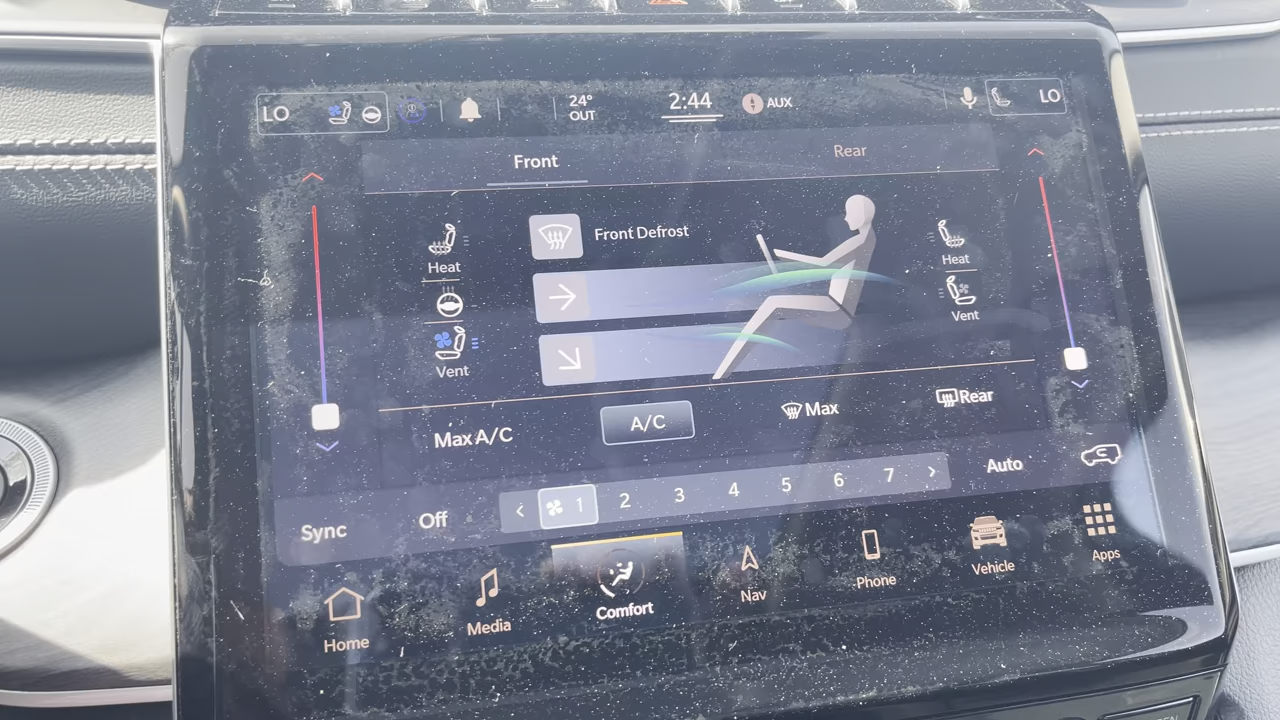 LO
24°
OUT
2:44
AUX
LO
Front
Rear
Front Defrost
Heat
Vent
Heat
Vent
Max A/C
A/C
Max
Rear
Sync
Off
1 2 3 4 5 6 7
Auto
Home
Media
Comfort
Nav
Phone
Vehicle
Apps